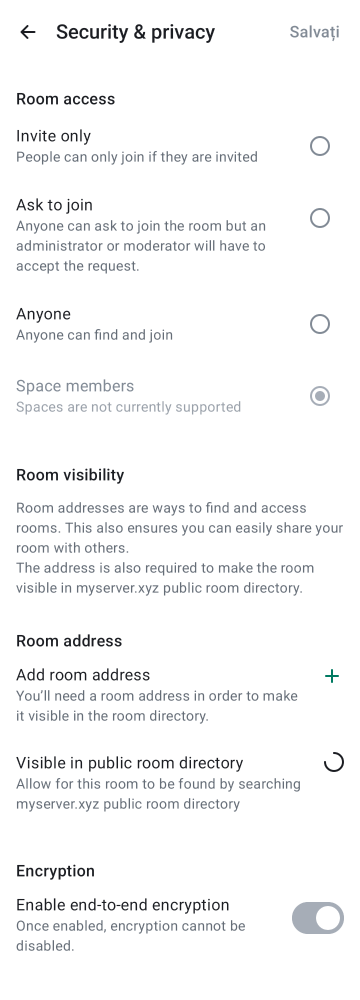 Security & privacy
Salvați
Room access
Invite only
People can only join if they are invited
Ask to join
Anyone can ask to join the room but an
administrator or moderator will have to
accept the request.
Anyone
Anyone can find and join
Space members
Spaces are not currently supported
Room visibility
Room addresses are ways to find and access
rooms. This also ensures you can easily share your
room with others.
The address is also required to make the room
visible in myserver.xyz public room directory.
Room address
Add room address
You’ll need a room address in order to make
it visible in the room directory.
Visible in public room directory
Allow for this room to be found by searching
myserver.xyz public room directory
Encryption
Enable end-to-end encryption
Once enabled, encryption cannot be
disabled.